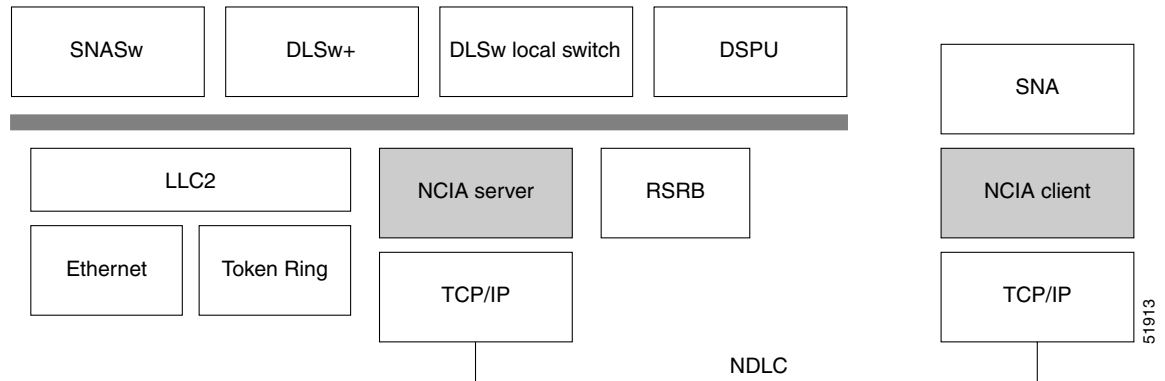 SNASw
DLSw+
DLSw local switch
DSPU
SNA
LLC2
NCIA server
RSRB
NCIA client
Ethernet
Token Ring
TCP/IP
TCP/IP
51913
NDLC